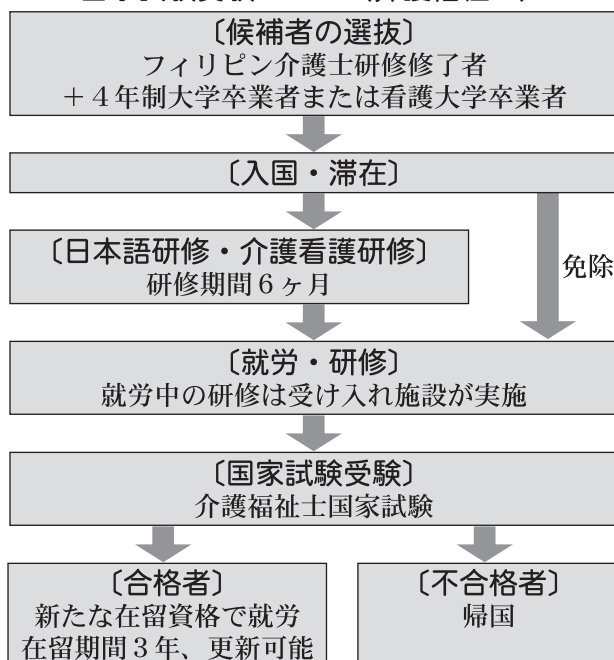 〔候補者の選抜〕
フィリピン介護士研修修了者
＋４年制大学卒業者または看護大学卒業者
〔入国・滞在〕
〔日本語研修・介護看護研修〕
研修期間６ヶ月
免除
〔就労・研修〕
就労中の研修は受け入れ施設が実施
〔国家試験受験〕
介護福祉士国家試験
〔合格者〕
新たな在留資格で就労
在留期間３年、更新可能
〔不合格者〕
帰国